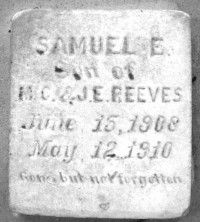 SAMUEL E.
Son of
M.C. & J.E. REEVES
June 15, 1908
May 12 1910
Gone, but not forgotten